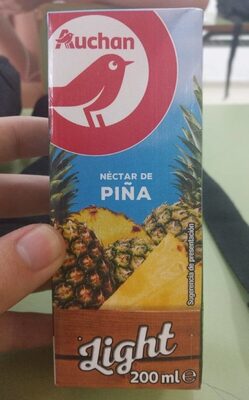 Auchan
NÉCTAR DE
PIÑA
Sugerencia de presentación
Light
200 ml e